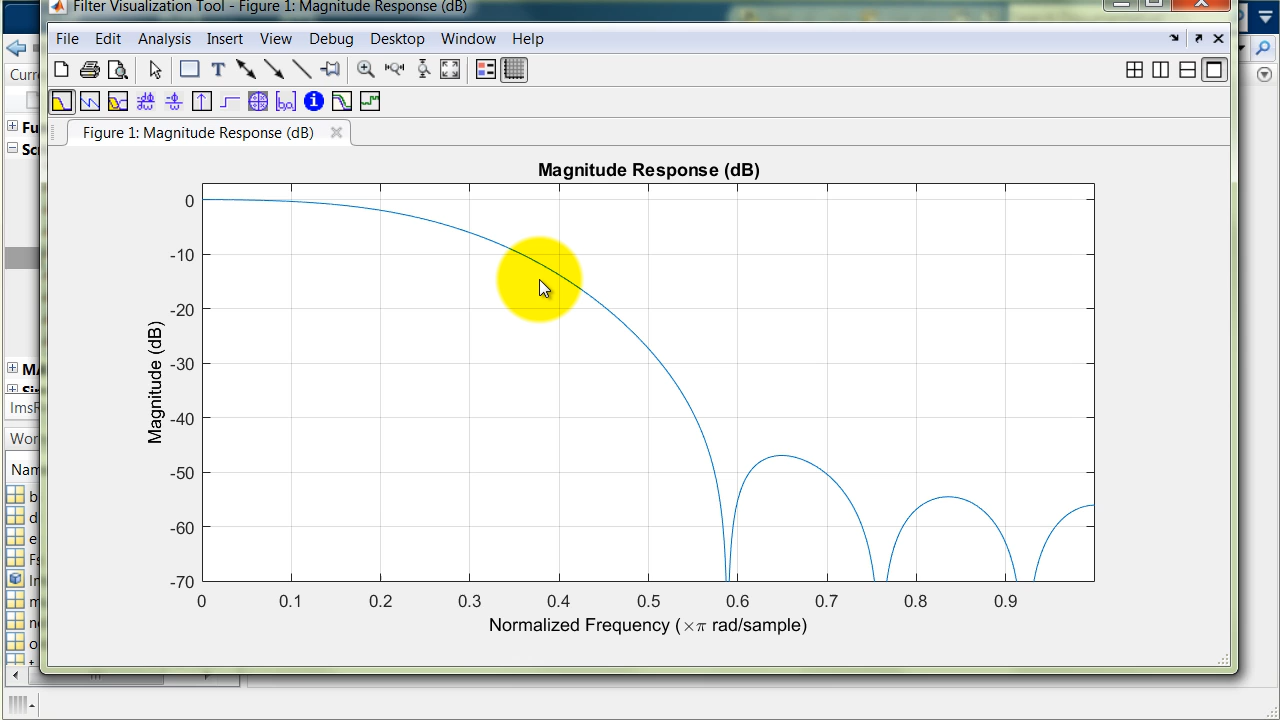 Filter Visualization Tool - Figure 1: Magnitude Response (dB)
File Edit Analysis Insert View Debug Desktop Window Help
Figure 1: Magnitude Response (dB)
Magnitude Response (dB)
Magnitude (dB)
0
-10
-20
-30
-40
-50
-60
-70
0 0.1 0.2 0.3 0.4 0.5 0.6 0.7 0.8 0.9
Normalized Frequency (×π rad/sample)